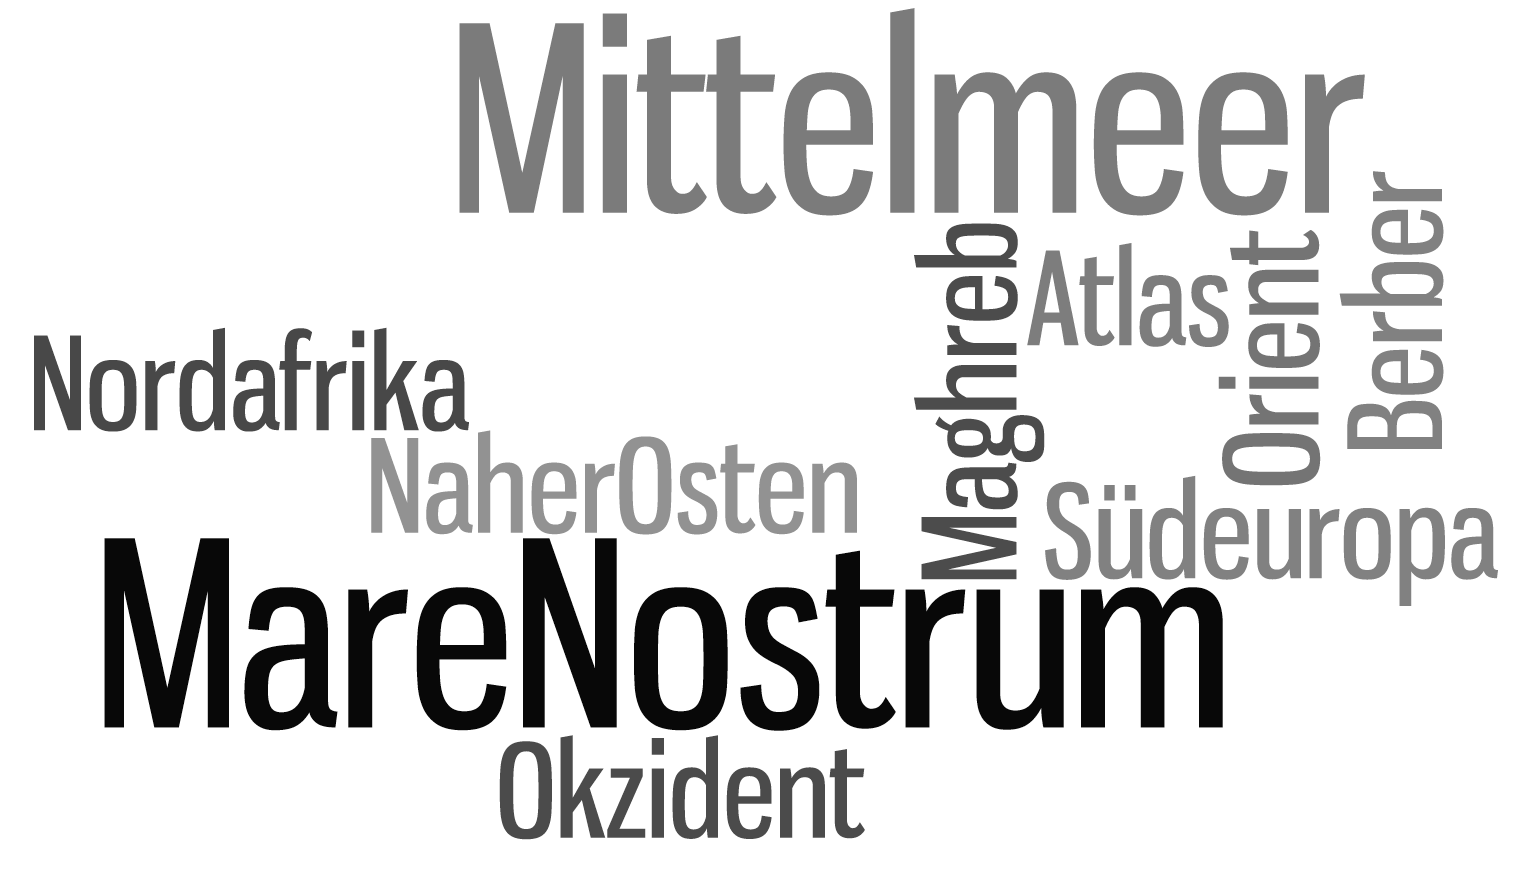 Mittelmeer
Maghreb
Atlas
Orient
Berber
Nordafrika
NaherOsten
Südeuropa
MareNostrum
Okzident